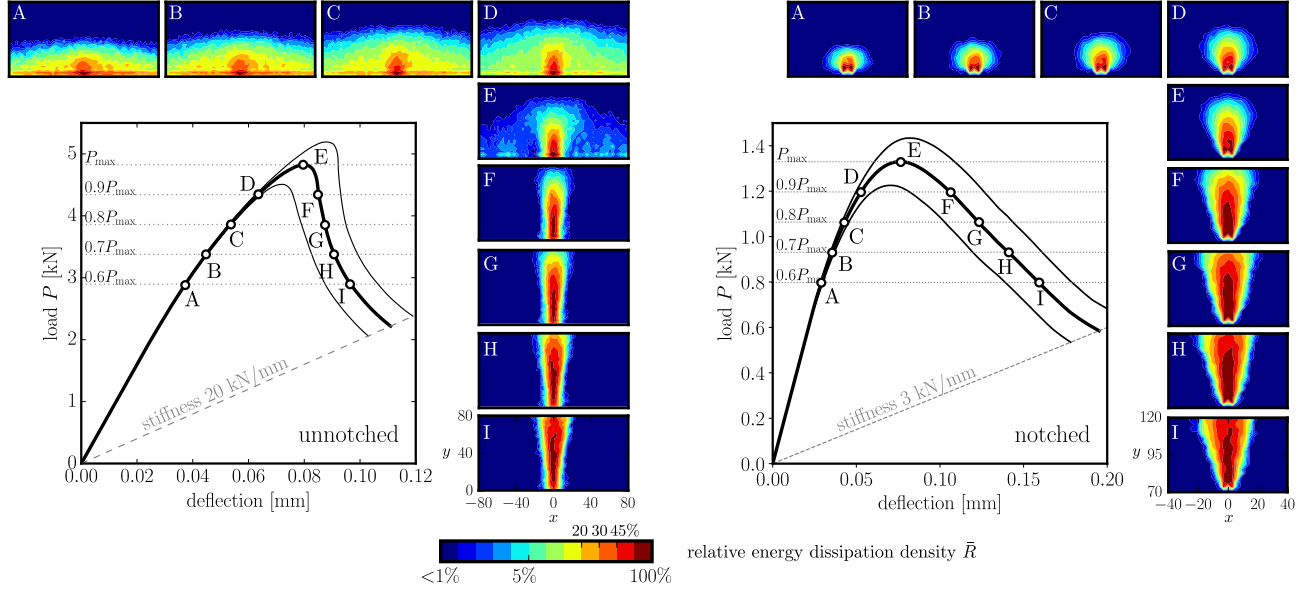 A B C D
E
F
G
H
I
load P [kN]
5
4
3
2
1
0
P_max
0.9P_max
0.8P_max
0.7P_max
0.6P_max
A
B
C
D
E
F
G
H
I
stiffness 20 kN/mm
unnotched
0.00 0.02 0.04 0.06 0.08 0.10 0.12
deflection [mm]
80
y
0
−80 −40 0 40 80
x
A B C D
E
F
G
H
I
load P [kN]
1.4
1.2
1.0
0.8
0.6
0.4
0.2
0.0
P_max
0.9P_max
0.8P_max
0.7P_max
0.6P_max
A
B
C
D
E
F
G
H
I
stiffness 3 kN/mm
notched
0.00 0.05 0.10 0.15 0.20
deflection [mm]
120
y 95
70
−40 −20 0 20 40
x
20 30 45%
<1% 5% 100%
relative energy dissipation density R̄